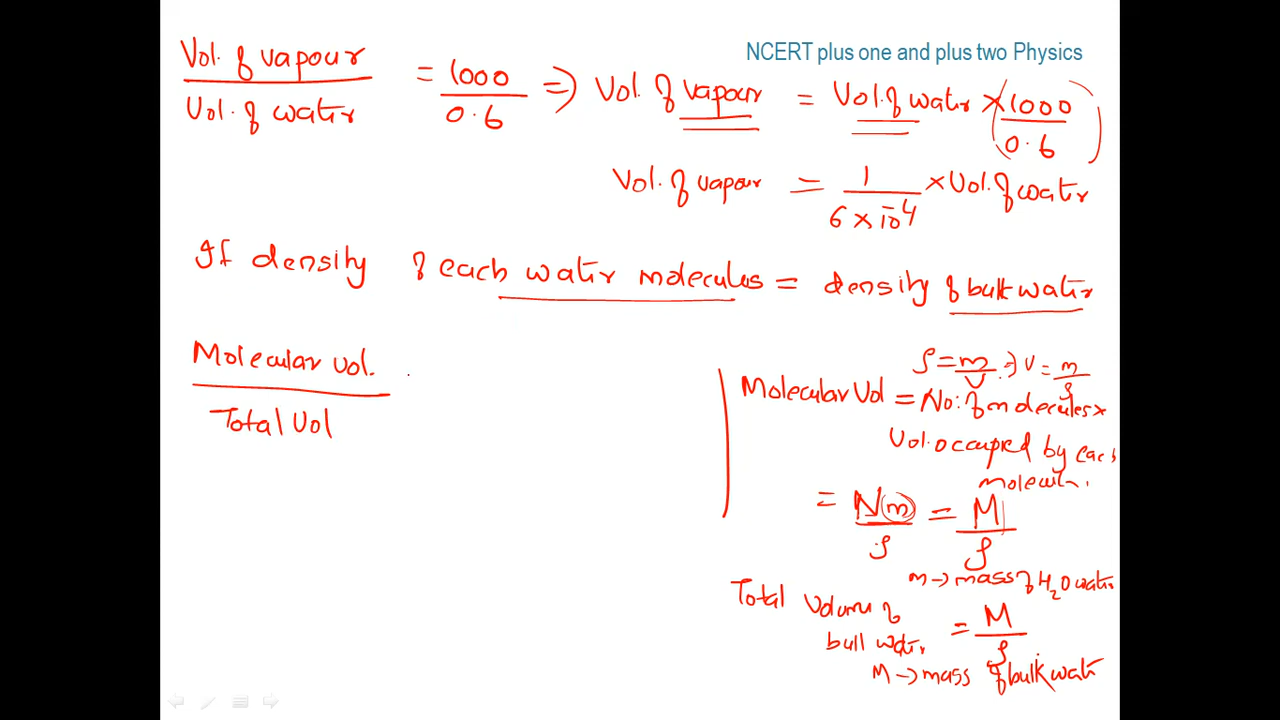 NCERT plus one and plus two Physics
Vol. of vapour / Vol. of water = 1000 / 0.6 ⇒ Vol. of vapour = Vol. of water × (1000 / 0.6)
Vol. of vapour = 1 / 6 × 10⁻⁴ × Vol. of water
If density of each water molecules = density of bulk water
Molecular vol. / Total Vol
ρ = m / V ⇒ V = m / ρ
Molecular Vol = No: of molecules ×
Vol. occupied by each
molecule.
= N(m) / ρ = M / ρ
m → mass of H₂O water
Total Volume of
bulk water = M / ρ
M → mass of bulk water